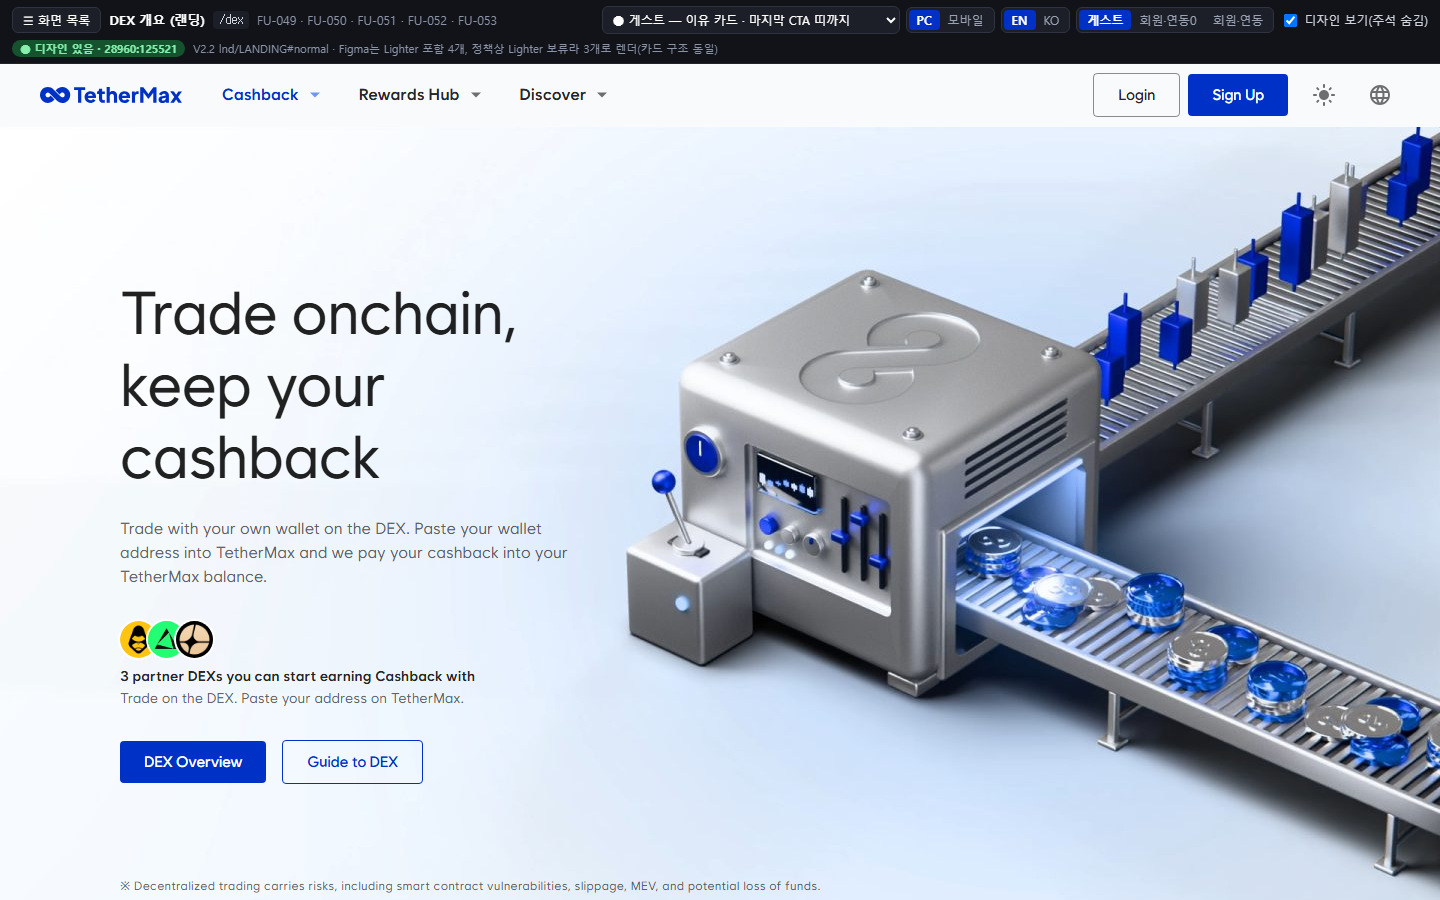 ☰ 화면 목록 DEX 개요 (랜딩) /dex FU-049 · FU-050 · FU-051 · FU-052 · FU-053 ● 게스트 — 이유 카드 · 마지막 CTA 띠까지 PC 모바일 EN KO 게스트 회원·연동0 회원·연동 디자인 보기(주석 숨김)
● 디자인 있음 · 28960:125521 V2.2 lnd/LANDING#normal · Figma는 Lighter 포함 4개, 정책상 Lighter 보류라 3개로 렌더(카드 구조 동일)
TetherMax Cashback Rewards Hub Discover Login Sign Up
Trade onchain,
keep your
cashback
Trade with your own wallet on the DEX. Paste your wallet
address into TetherMax and we pay your cashback into your
TetherMax balance.
3 partner DEXs you can start earning Cashback with
Trade on the DEX. Paste your address on TetherMax.
DEX Overview Guide to DEX
※ Decentralized trading carries risks, including smart contract vulnerabilities, slippage, MEV, and potential loss of funds.